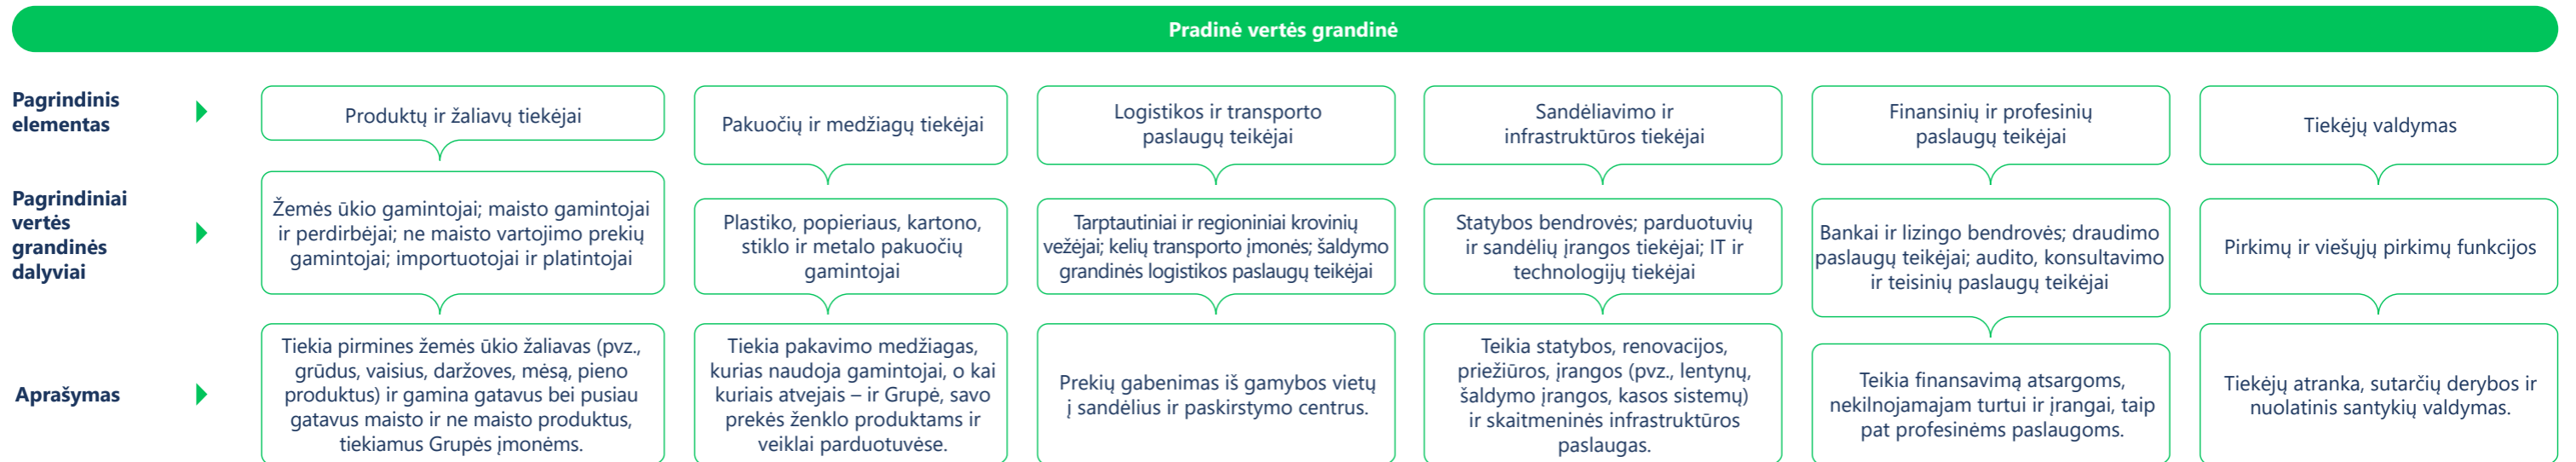 Pradinė vertės grandinė
Pagrindinis
elementas
Produktų ir žaliavų tiekėjai
Pakuočių ir medžiagų tiekėjai
Logistikos ir transporto
paslaugų teikėjai
Sandėliavimo ir
infrastruktūros tiekėjai
Finansinių ir profesinių
paslaugų teikėjai
Tiekėjų valdymas
Pagrindiniai
vertės
grandinės
dalyviai
Žemės ūkio gamintojai; maisto gamintojai
ir perdirbėjai; ne maisto vartojimo prekių
gamintojai; importuotojai ir platintojai
Plastiko, popieriaus, kartono,
stiklo ir metalo pakuočių
gamintojai
Tarptautiniai ir regioniniai krovinių
vežėjai; kelių transporto įmonės; šaldymo
grandinės logistikos paslaugų teikėjai
Statybos bendrovės; parduotuvių
ir sandėlių įrangos tiekėjai; IT ir
technologijų tiekėjai
Bankai ir lizingo bendrovės; draudimo
paslaugų teikėjai; audito, konsultavimo
ir teisinių paslaugų teikėjai
Pirkimų ir viešųjų pirkimų funkcijos
Aprašymas
Tiekia pirmines žemės ūkio žaliavas (pvz.,
grūdus, vaisius, daržoves, mėsą, pieno
produktus) ir gamina gatavus bei pusiau
gatavus maisto ir ne maisto produktus,
tiekiamus Grupės įmonėms.
Tiekia pakavimo medžiagas,
kurias naudoja gamintojai, o kai
kuriais atvejais – ir Grupė, savo
prekės ženklo produktams ir
veiklai parduotuvėse.
Prekių gabenimas iš gamybos vietų
į sandėlius ir paskirstymo centrus.
Teikia statybos, renovacijos,
priežiūros, įrangos (pvz., lentynų,
šaldymo įrangos, kasos sistemų)
ir skaitmeninės infrastruktūros
paslaugas.
Teikia finansavimą atsargoms,
nekilnojamajam turtui ir įrangai, taip
pat profesinėms paslaugoms.
Tiekėjų atranka, sutarčių derybos ir
nuolatinis santykių valdymas.